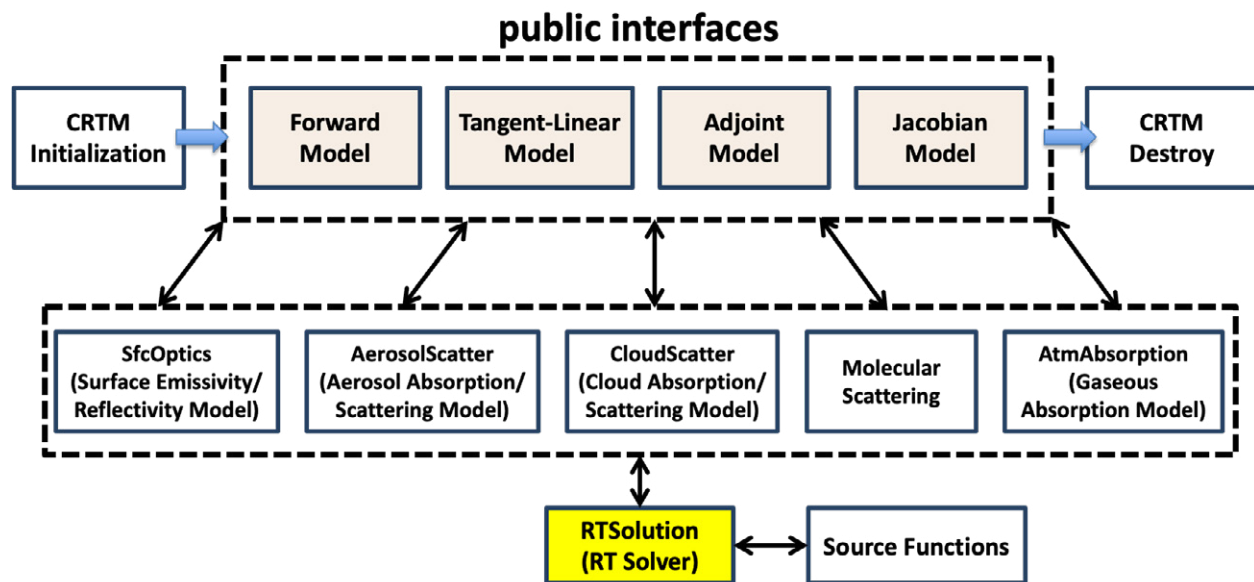 public interfaces
CRTM
Initialization
Forward
Model
Tangent-Linear
Model
Adjoint
Model
Jacobian
Model
CRTM
Destroy
SfcOptics
(Surface Emissivity/
Reflectivity Model)
AerosolScatter
(Aerosol Absorption/
Scattering Model)
CloudScatter
(Cloud Absorption/
Scattering Model)
Molecular
Scattering
AtmAbsorption
(Gaseous
Absorption Model)
RTSolution
(RT Solver)
Source Functions